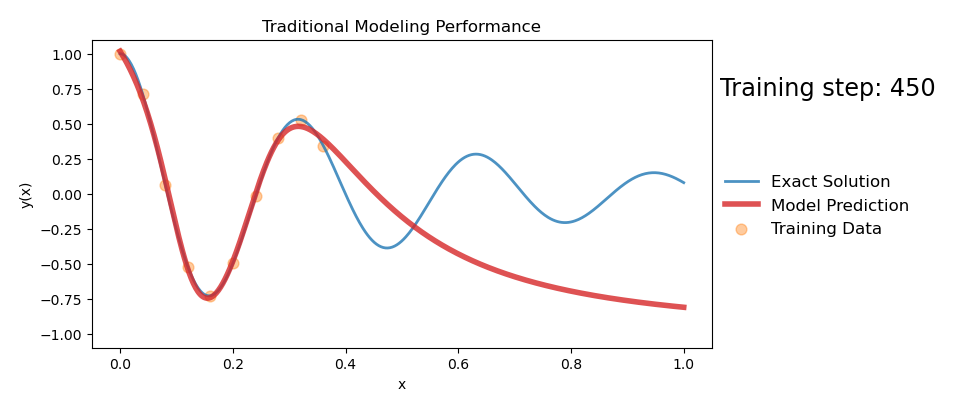 Traditional Modeling Performance
Training step: 450
1.00
0.75
0.50
0.25
0.00
−0.25
−0.50
−0.75
−1.00
y(x)
0.0 0.2 0.4 0.6 0.8 1.0
x
Exact Solution
Model Prediction
Training Data